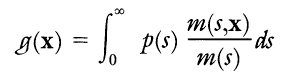 g(x) = ∫₀^∞ p(s) m(s,x)/m(s) ds